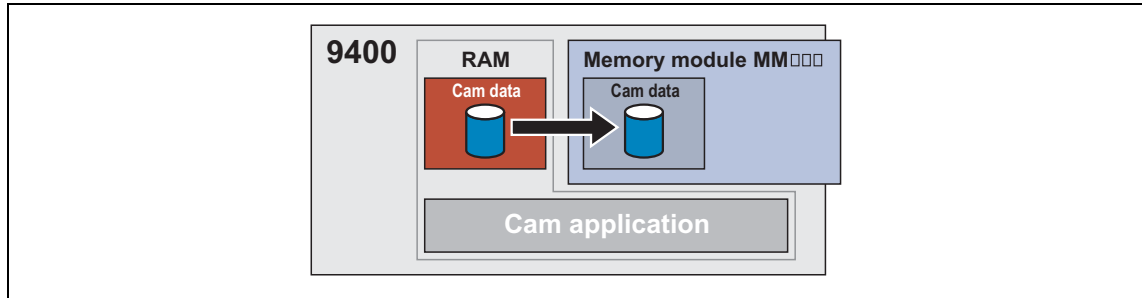 9400
RAM
Memory module MM□□□
Cam data
Cam data
Cam application